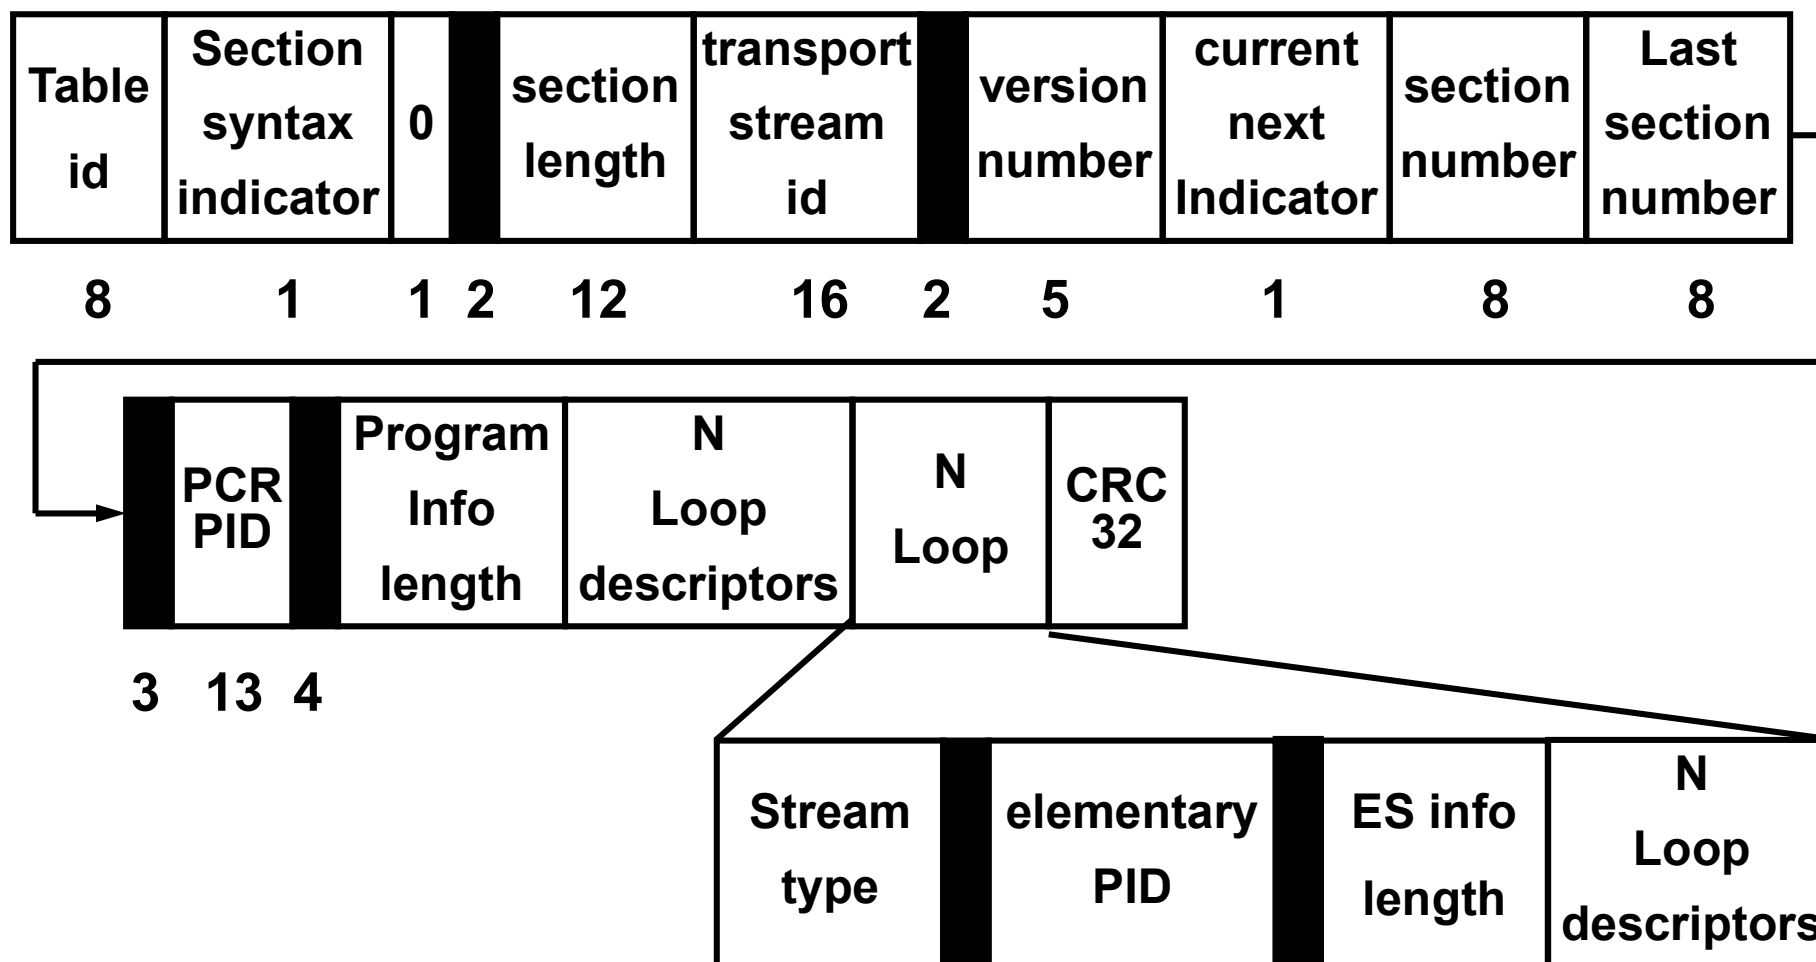 Table
id
Section
syntax
indicator
0
section
length
transport
stream
id
version
number
current
next
Indicator
section
number
Last
section
number
8 1 1 2 12 16 2 5 1 8 8
PCR
PID
Program
Info
length
N
Loop
descriptors
N
Loop
CRC
32
3 13 4
Stream
type
elementary
PID
ES info
length
N
Loop
descriptors